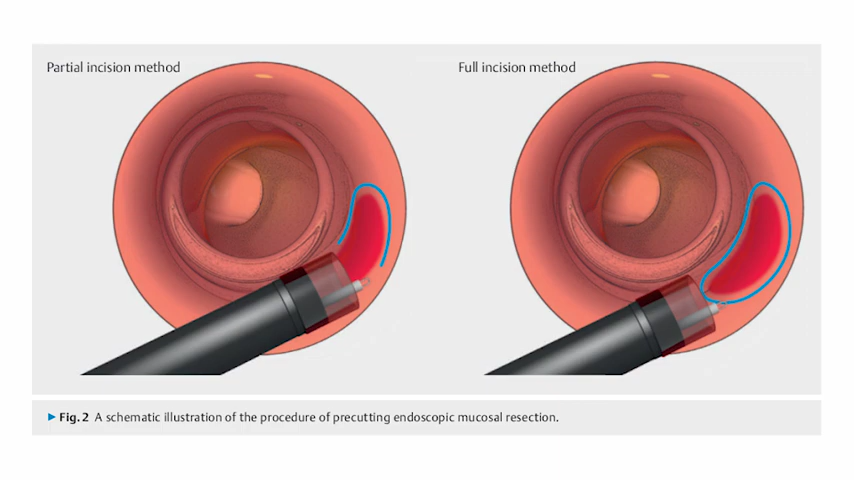 Partial incision method
Full incision method
▶ Fig. 2 A schematic illustration of the procedure of precutting endoscopic mucosal resection.